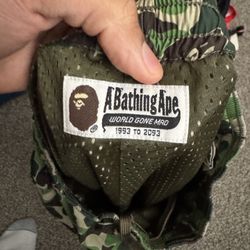 A Bathing Ape
WORLD GONE MAD
1993 TO 2093